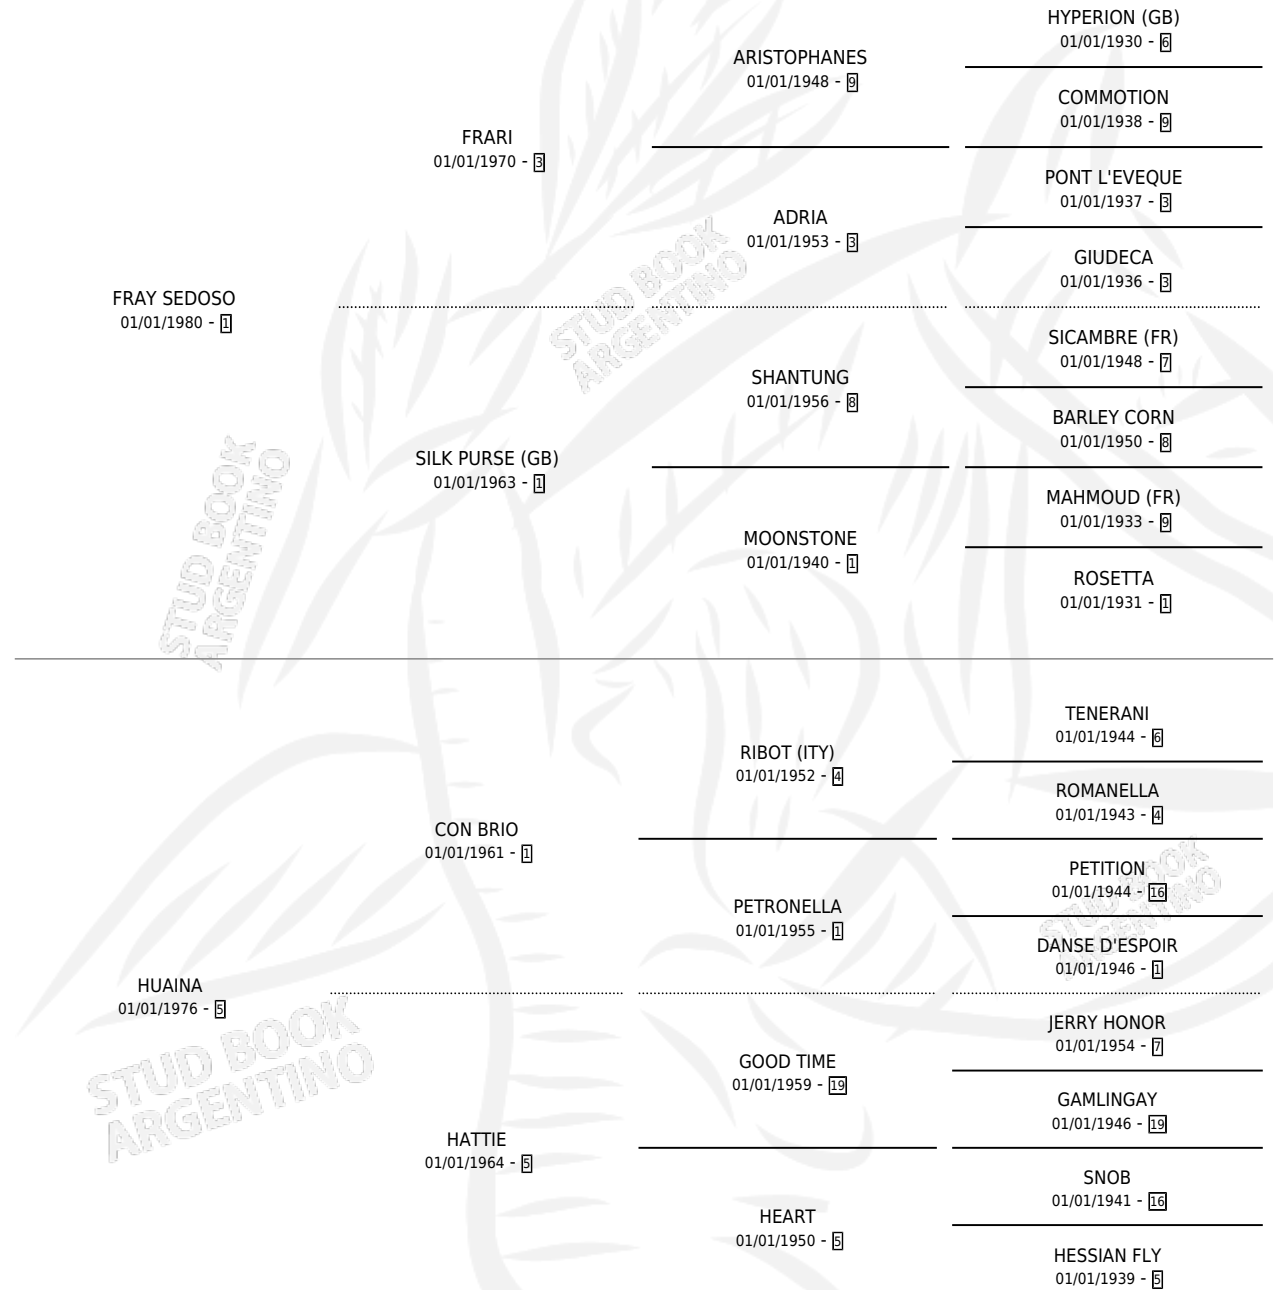 HYPERION (GB)
01/01/1930 - 6
ARISTOPHANES
01/01/1948 - 9
COMMOTION
01/01/1938 - 9
FRARI
01/01/1970 - 3
PONT L'EVEQUE
01/01/1937 - 3
ADRIA
01/01/1953 - 3
GIUDECA
01/01/1936 - 3
FRAY SEDOSO
01/01/1980 - 1
SICAMBRE (FR)
01/01/1948 - 7
SHANTUNG
01/01/1956 - 8
BARLEY CORN
01/01/1950 - 8
SILK PURSE (GB)
01/01/1963 - 1
MAHMOUD (FR)
01/01/1933 - 9
MOONSTONE
01/01/1940 - 1
ROSETTA
01/01/1931 - 1
TENERANI
01/01/1944 - 6
RIBOT (ITY)
01/01/1952 - 4
ROMANELLA
01/01/1943 - 4
CON BRIO
01/01/1961 - 1
PETITION
01/01/1944 - 16
PETRONELLA
01/01/1955 - 1
DANSE D'ESPOIR
01/01/1946 - 1
HUAINA
01/01/1976 - 5
JERRY HONOR
01/01/1954 - 7
GOOD TIME
01/01/1959 - 19
GAMLINGAY
01/01/1946 - 19
HATTIE
01/01/1964 - 5
SNOB
01/01/1941 - 16
HEART
01/01/1950 - 5
HESSIAN FLY
01/01/1939 - 5
STUD BOOK
ARGENTINO
STUD BOOK
ARGENTINO
STUD BOOK
ARGENTINO
STUD BOOK
ARGENTINO